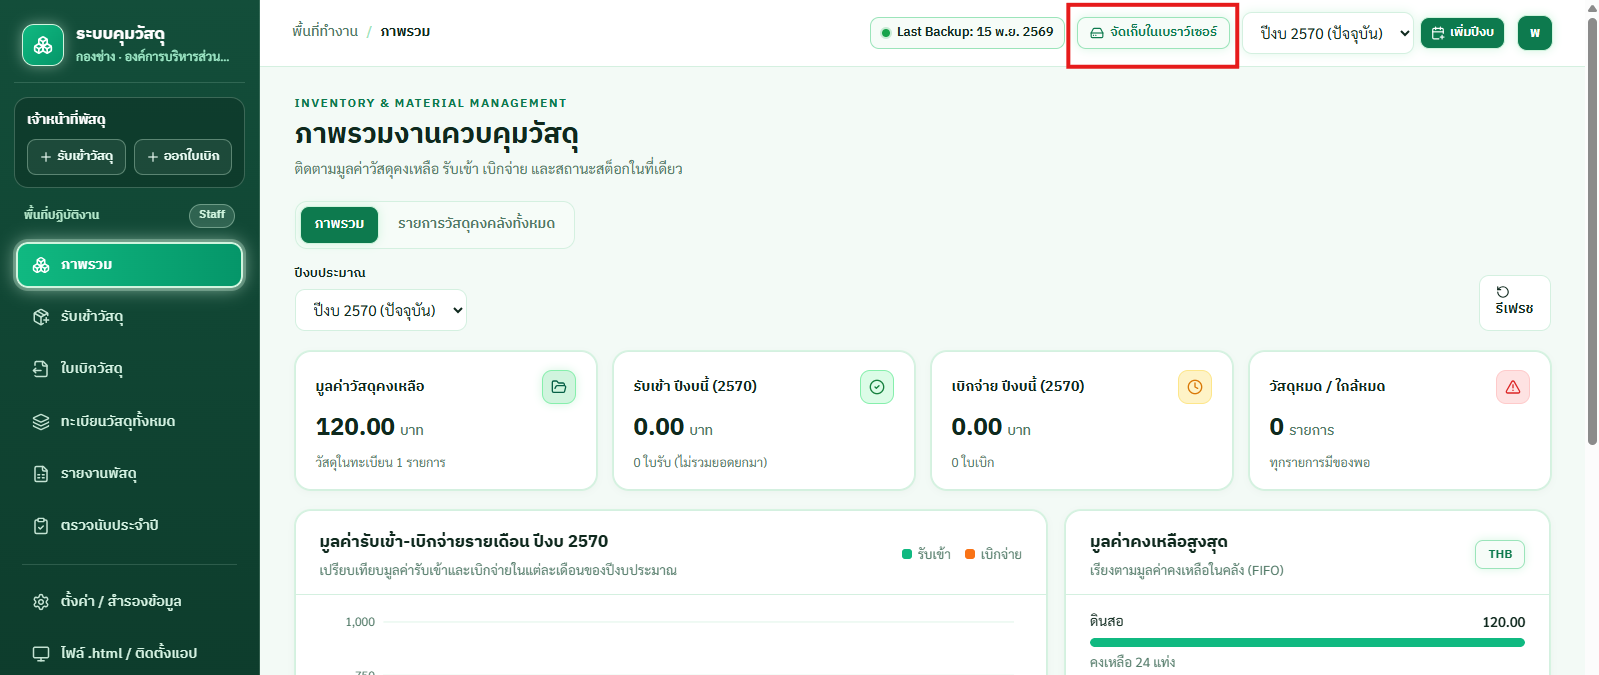 ระบบคุมวัสดุ
กองช่าง · องค์การบริหารส่วน...
เจ้าหน้าที่พัสดุ
+ รับเข้าวัสดุ
+ ออกใบเบิก
พื้นที่ปฏิบัติงาน
Staff
ภาพรวม
รับเข้าวัสดุ
ใบเบิกวัสดุ
ทะเบียนวัสดุทั้งหมด
รายงานพัสดุ
ตรวจนับประจำปี
ตั้งค่า / สำรองข้อมูล
ไฟล์ .html / ติดตั้งแอป
พื้นที่ทำงาน / ภาพรวม
Last Backup: 15 พ.ย. 2569
จัดเก็บในเบราว์เซอร์
ปีงบ 2570 (ปัจจุบัน)
เพิ่มปีงบ
W
INVENTORY & MATERIAL MANAGEMENT
ภาพรวมงานควบคุมวัสดุ
ติดตามมูลค่าวัสดุคงเหลือ รับเข้า เบิกจ่าย และสถานะสต็อกในที่เดียว
ภาพรวม
รายการวัสดุคงคลังทั้งหมด
ปีงบประมาณ
ปีงบ 2570 (ปัจจุบัน)
รีเฟรช
มูลค่าวัสดุคงเหลือ
120.00 บาท
วัสดุในทะเบียน 1 รายการ
รับเข้า ปีงบนี้ (2570)
0.00 บาท
0 ใบรับ (ไม่รวมยอดยกมา)
เบิกจ่าย ปีงบนี้ (2570)
0.00 บาท
0 ใบเบิก
วัสดุหมด / ใกล้หมด
0 รายการ
ทุกรายการมีของพอ
มูลค่ารับเข้า-เบิกจ่ายรายเดือน ปีงบ 2570
เปรียบเทียบมูลค่ารับเข้าและเบิกจ่ายในแต่ละเดือนของปีงบประมาณ
รับเข้า
เบิกจ่าย
1,000
750
มูลค่าคงเหลือสูงสุด
เรียงตามมูลค่าคงเหลือในคลัง (FIFO)
THB
ดินสอ
120.00
คงเหลือ 24 แท่ง